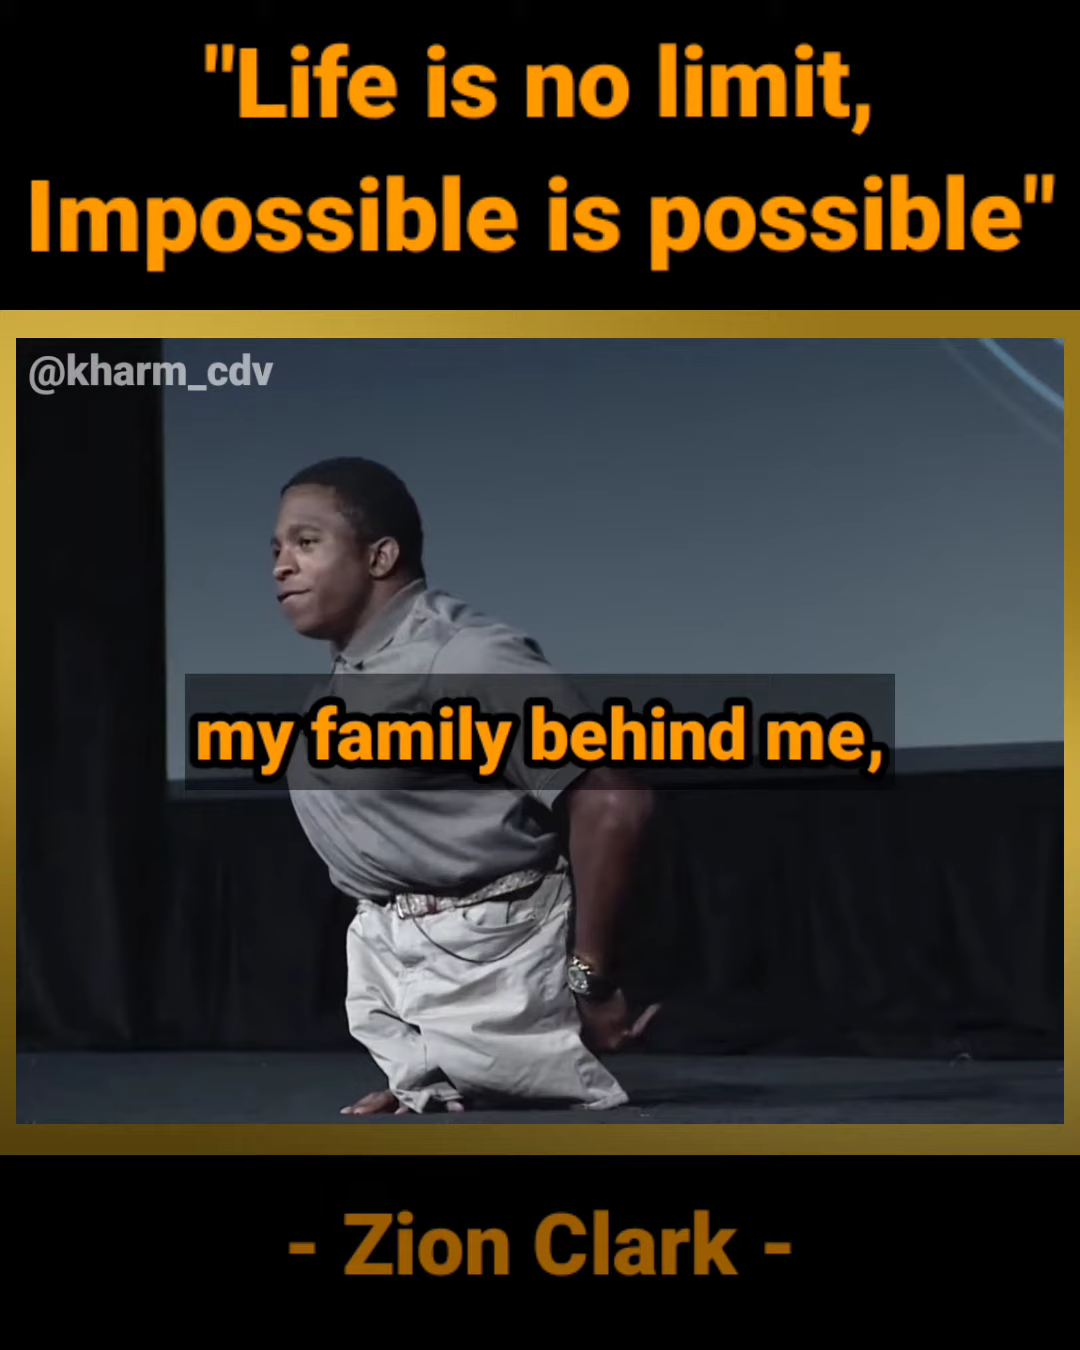 "Life is no limit,
Impossible is possible"
@kharm_cdv
my family behind me,
- Zion Clark -